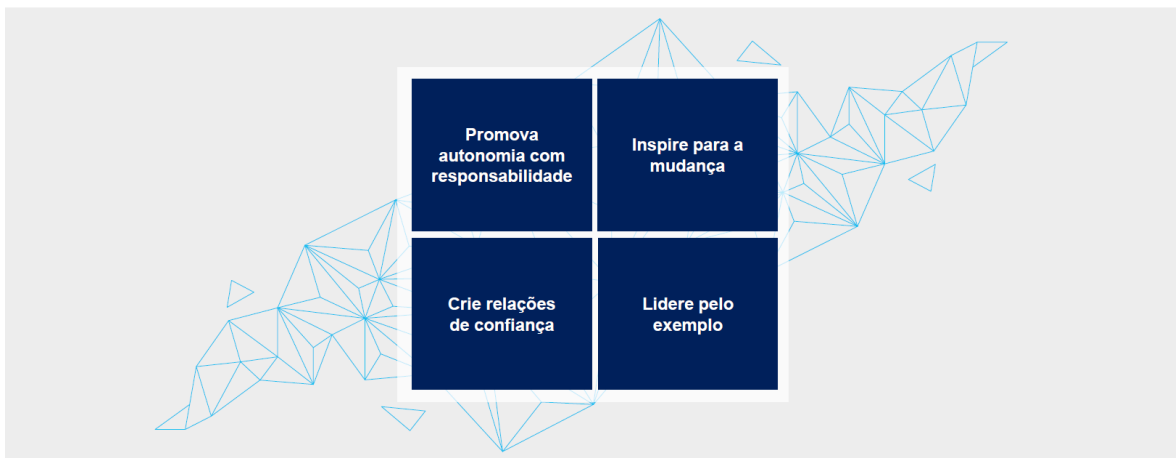 Promova
autonomia com
responsabilidade
Inspire para a
mudança
Crie relações
de confiança
Lidere pelo
exemplo